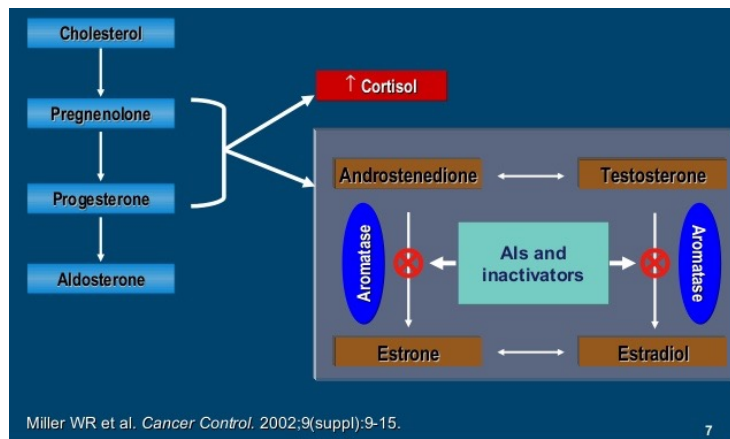 Cholesterol
Pregnenolone
Progesterone
Aldosterone
↑ Cortisol
Androstenedione
Testosterone
Aromatase
AIs and
inactivators
Aromatase
Estrone
Estradiol
Miller WR et al. Cancer Control. 2002;9(suppl):9-15.
7